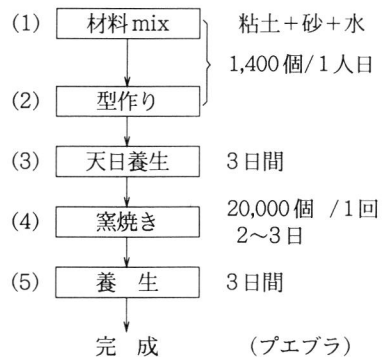 (1) 材料mix 粘土+砂+水
1,400個/1人日
(2) 型作り
(3) 天日養生 3日間
(4) 窯焼き 20,000個 /1回
2〜3日
(5) 養 生 3日間
完 成 (プエブラ)